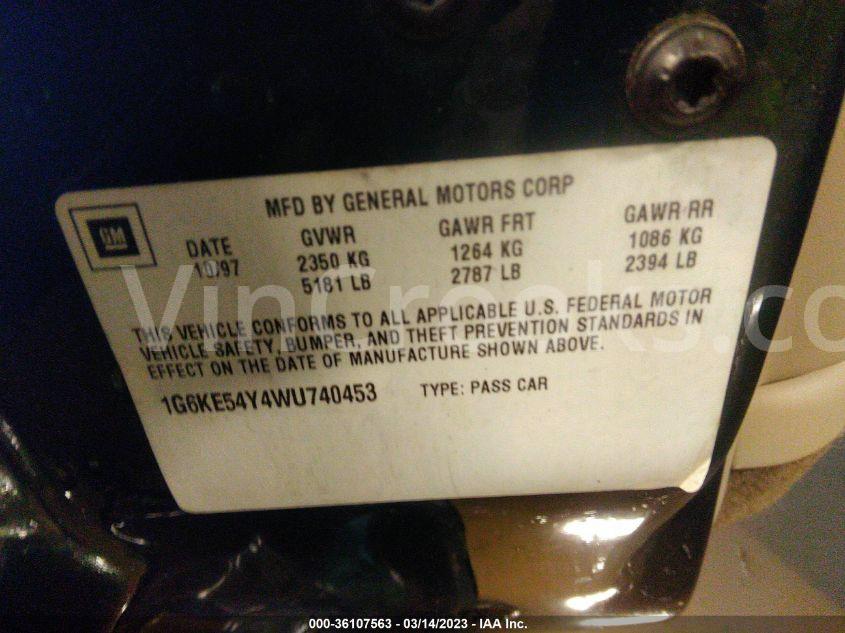 MFD BY GENERAL MOTORS CORP
GM
DATE GVWR GAWR FRT GAWR RR
10/97 2350 KG 1264 KG 1086 KG
5181 LB 2787 LB 2394 LB
THIS VEHICLE CONFORMS TO ALL APPLICABLE U.S. FEDERAL MOTOR
VEHICLE SAFETY, BUMPER, AND THEFT PREVENTION STANDARDS IN
EFFECT ON THE DATE OF MANUFACTURE SHOWN ABOVE.
1G6KE54Y4WU740453 TYPE: PASS CAR
VinCrooks.co
000-36107563 - 03/14/2023 - IAA Inc.